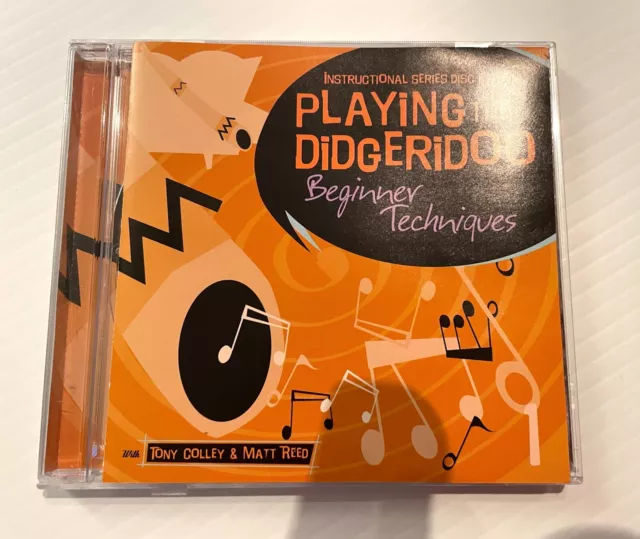 INSTRUCTIONAL SERIES DISC
PLAYING
DIDGERIDOO
Beginner
Techniques
With TONY COLLEY & MATT REED